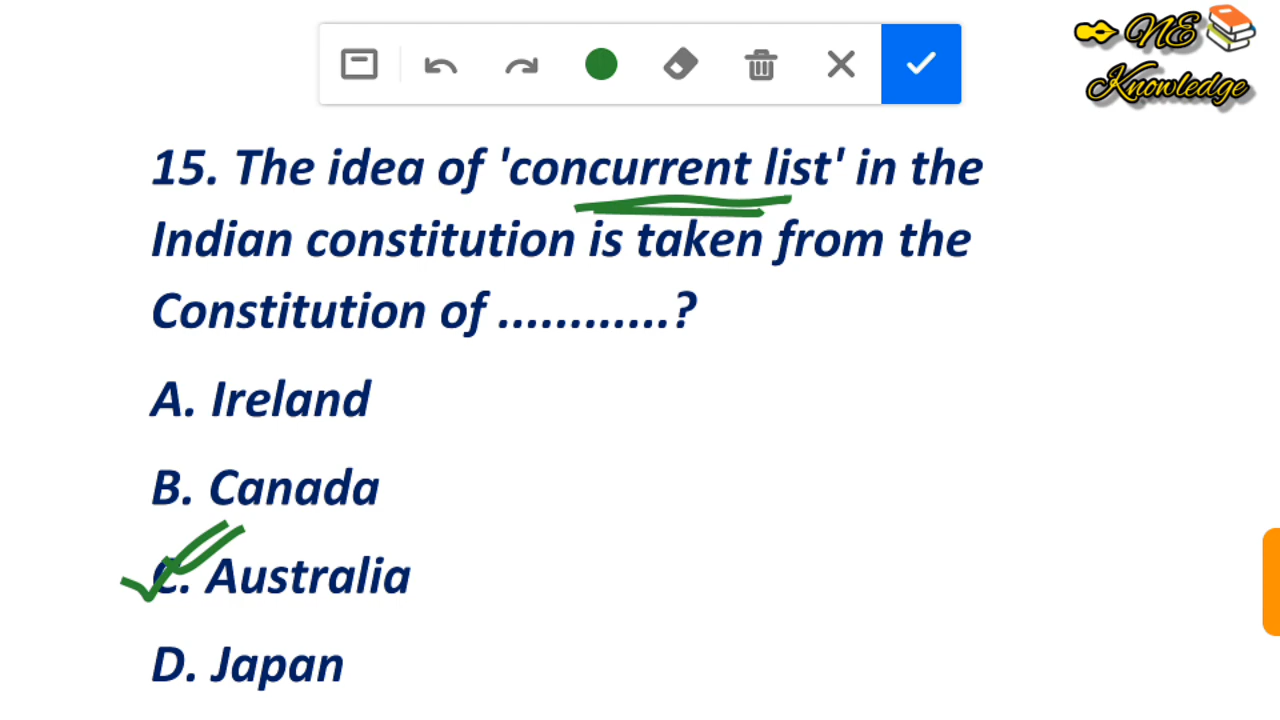 NE
Knowledge
15. The idea of 'concurrent list' in the
Indian constitution is taken from the
Constitution of ............?
A. Ireland
B. Canada
C. Australia
D. Japan